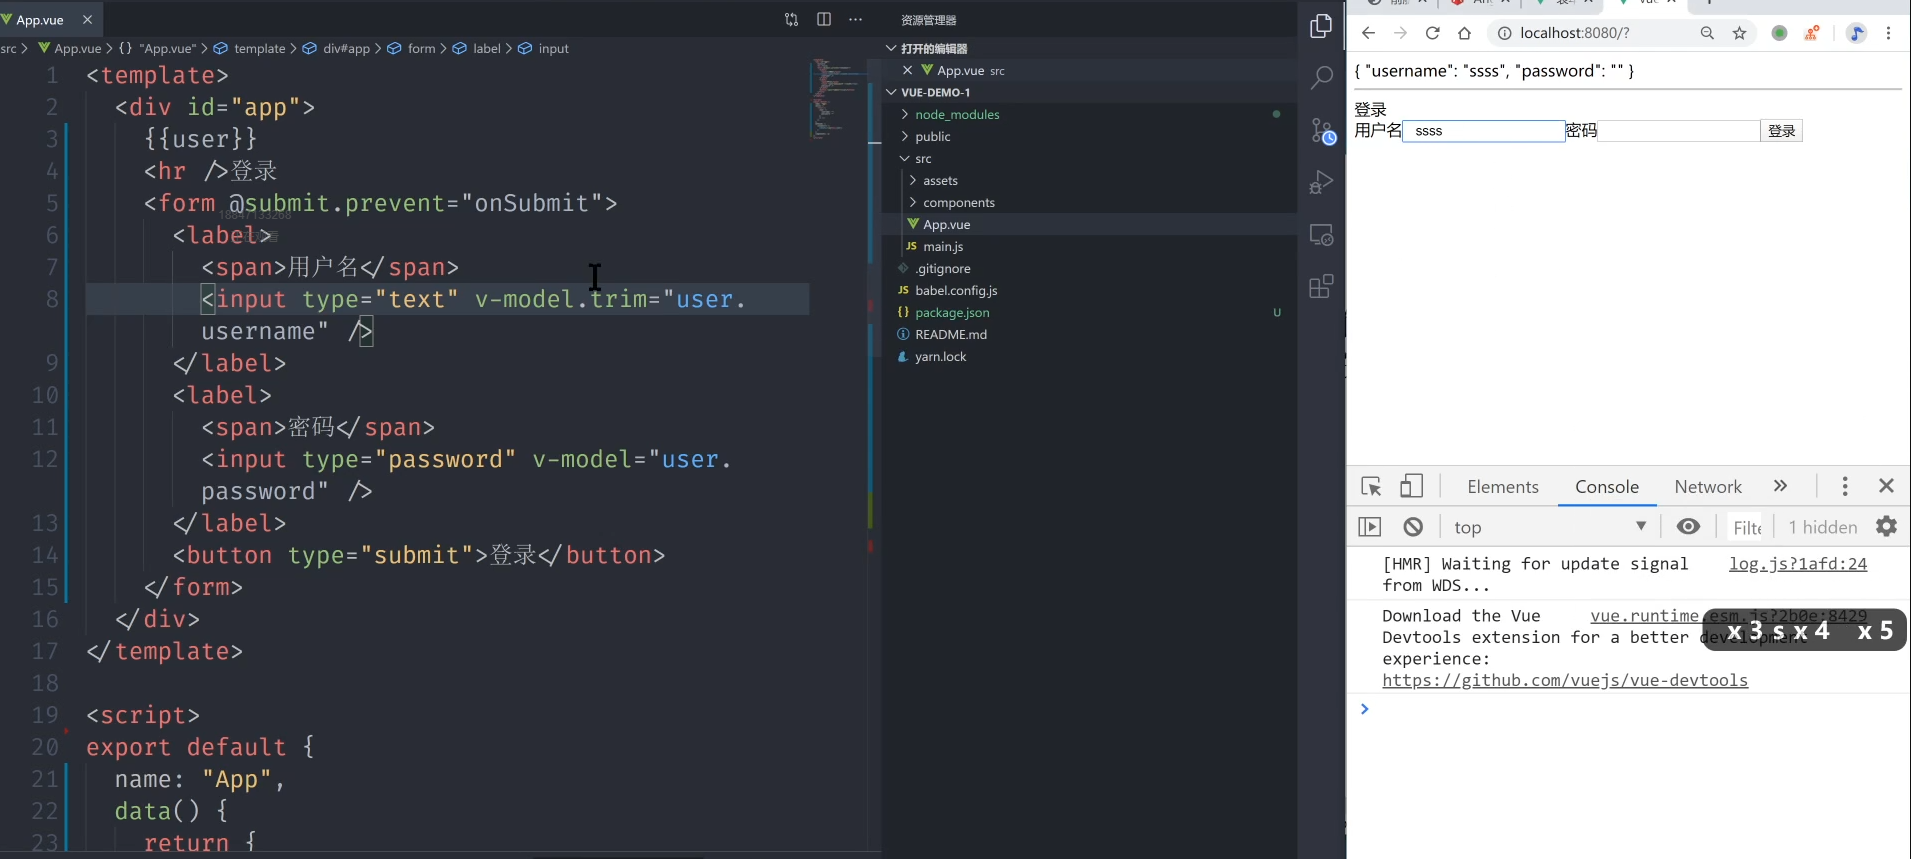 App.vue
src > App.vue > {} "App.vue" > template > div#app > form > label > input
1 <template>
2 <div id="app">
3 {{user}}
4 <hr />登录
5 <form @submit.prevent="onSubmit">
18847133268
6 <label>
7 <span>用户名</span>
8 <input type="text" v-model.trim="user.
username" />
9 </label>
10 <label>
11 <span>密码</span>
12 <input type="password" v-model="user.
password" />
13 </label>
14 <button type="submit">登录</button>
15 </form>
16 </div>
17 </template>
18
19 <script>
20 export default {
21 name: "App",
22 data() {
23 return {
资源管理器
打开的编辑器
App.vue src
VUE-DEMO-1
node_modules
public
src
assets
components
App.vue
JS main.js
.gitignore
babel.config.js
{} package.json U
README.md
yarn.lock
localhost:8080/?
{ "username": "ssss", "password": "" }
登录
用户名 ssss 密码 登录
Elements Console Network
top Filte 1 hidden
[HMR] Waiting for update signal log.js?1afd:24
from WDS...
Download the Vue vue.runtime.esm.js?2b0e:8429
Devtools extension for a better development
experience:
https://github.com/vuejs/vue-devtools
x 3 s x 4 x 5